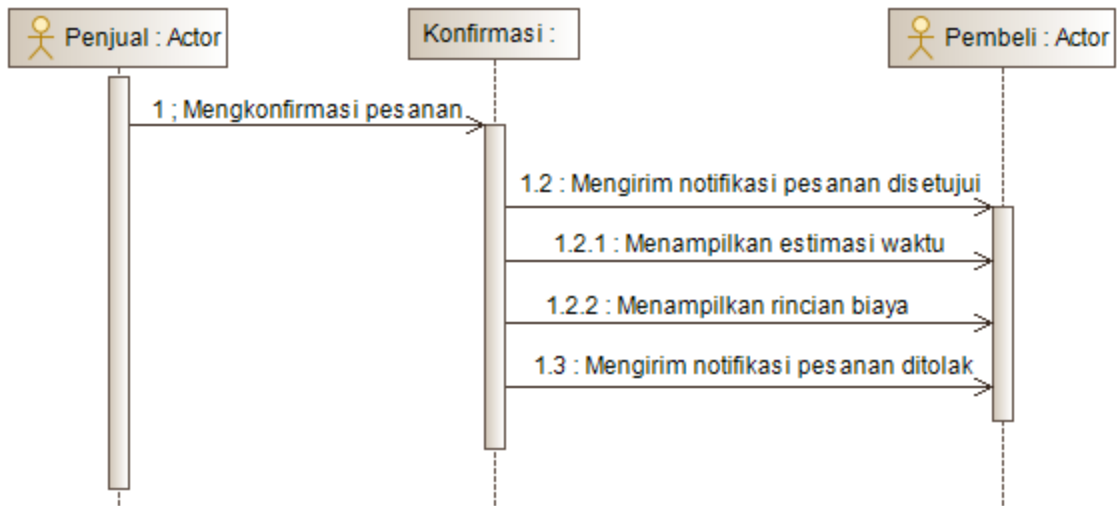 Penjual : Actor
Konfirmasi :
Pembeli : Actor
1 ; Mengkonfirmasi pesanan
1.2 : Mengirim notifikasi pesanan disetujui
1.2.1 : Menampilkan estimasi waktu
1.2.2 : Menampilkan rincian biaya
1.3 : Mengirim notifikasi pesanan ditolak